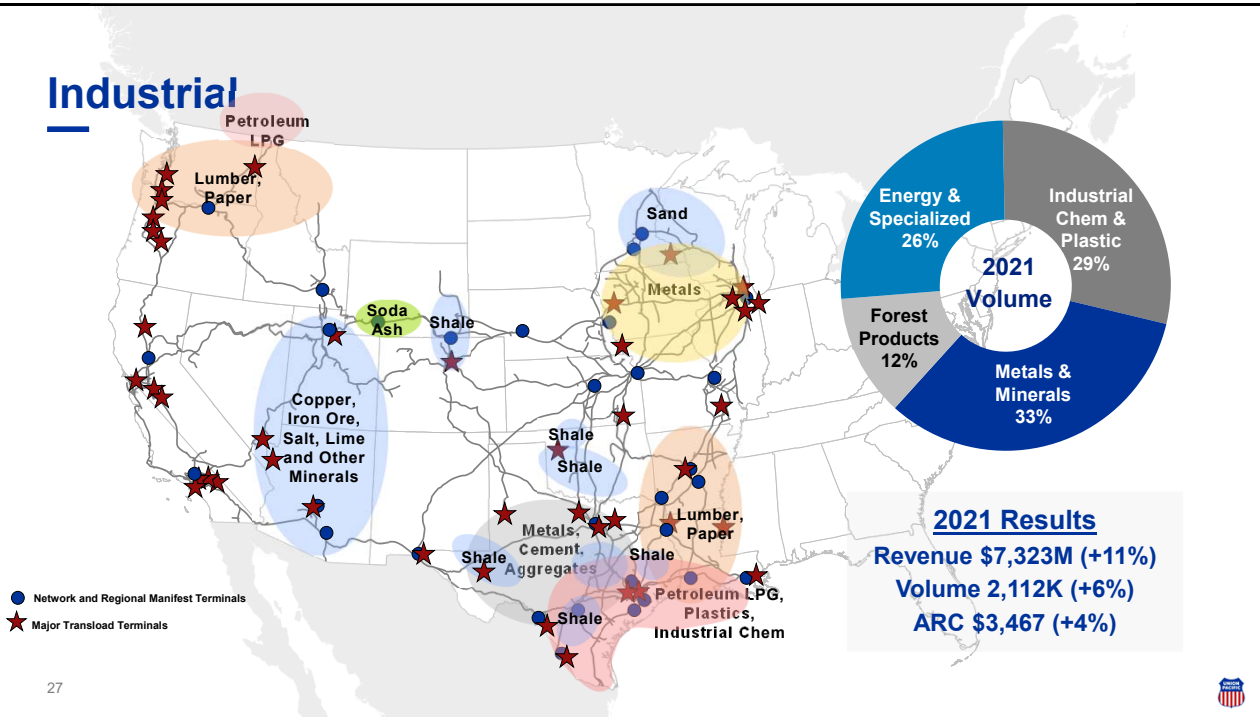 Industrial
Petroleum
LPG
Lumber,
Paper
Sand
Metals
Soda
Ash
Shale
Copper,
Iron Ore,
Salt, Lime
and Other
Minerals
Shale
Shale
Metals,
Cement,
Aggregates
Shale
Lumber,
Paper
Shale
Petroleum LPG,
Plastics,
Industrial Chem
Shale
Network and Regional Manifest Terminals
Major Transload Terminals
Energy &
Specialized
26%
Industrial
Chem &
Plastic
29%
2021
Volume
Forest
Products
12%
Metals &
Minerals
33%
2021 Results
Revenue $7,323M (+11%)
Volume 2,112K (+6%)
ARC $3,467 (+4%)
27
UNION
PACIFIC